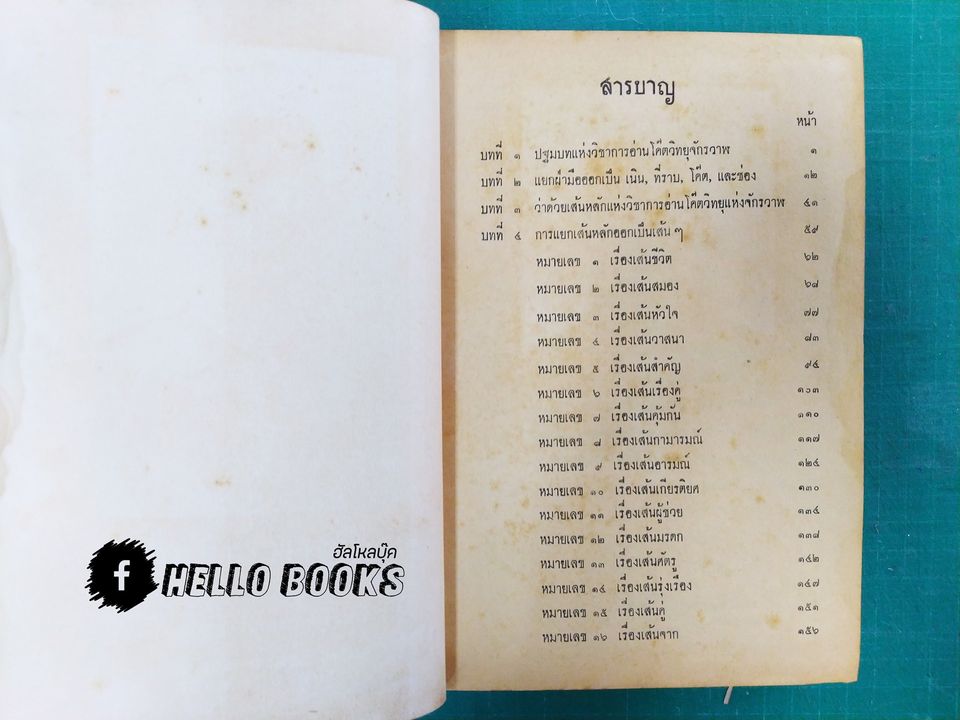 สารบาญ
หน้า
บทที่ ๑ ปฐมบทแห่งวิชาการอ่านโค๊ตวิทยุจักรวาฬ ๑
บทที่ ๒ แยกฝ่ามือออกเป็น เนิน, ที่ราบ, โค๊ต, และช่อง ๑๒
บทที่ ๓ ว่าด้วยเส้นหลักแห่งวิชาการอ่านโค๊ตวิทยุแห่งจักรวาฬ ๔๑
บทที่ ๔ การแยกเส้นหลักออกเป็นเส้น ๆ ๕๙
หมายเลข ๑ เรื่องเส้นชีวิต ๖๒
หมายเลข ๒ เรื่องเส้นสมอง ๖๘
หมายเลข ๓ เรื่องเส้นหัวใจ ๗๗
หมายเลข ๔ เรื่องเส้นวาสนา ๘๓
หมายเลข ๕ เรื่องเส้นสำคัญ ๙๔
หมายเลข ๖ เรื่องเส้นเรื่องคู่ ๑๐๓
หมายเลข ๗ เรื่องเส้นคุ้มกัน ๑๑๐
หมายเลข ๘ เรื่องเส้นกามารมณ์ ๑๑๗
หมายเลข ๙ เรื่องเส้นอารมณ์ ๑๒๔
หมายเลข ๑๐ เรื่องเส้นเกียรติยศ ๑๓๐
หมายเลข ๑๑ เรื่องเส้นผู้ช่วย ๑๓๔
หมายเลข ๑๒ เรื่องเส้นมรดก ๑๓๘
หมายเลข ๑๓ เรื่องเส้นศัตรู ๑๔๒
หมายเลข ๑๔ เรื่องเส้นรุ่งเรือง ๑๔๗
หมายเลข ๑๕ เรื่องเส้นคู่ ๑๕๑
หมายเลข ๑๖ เรื่องเส้นจาก ๑๕๖
ฮัลโหลบุ๊ค
f HELLO BOOKS